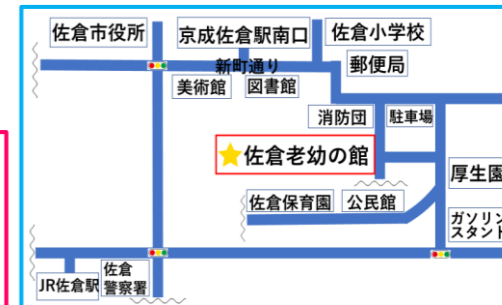 佐倉市役所
京成佐倉駅南口
佐倉小学校
新町通り
郵便局
美術館
図書館
消防団
駐車場
★佐倉老幼の館
厚生園
佐倉保育園
公民館
ガソリン
スタンド
JR佐倉駅
佐倉
警察署